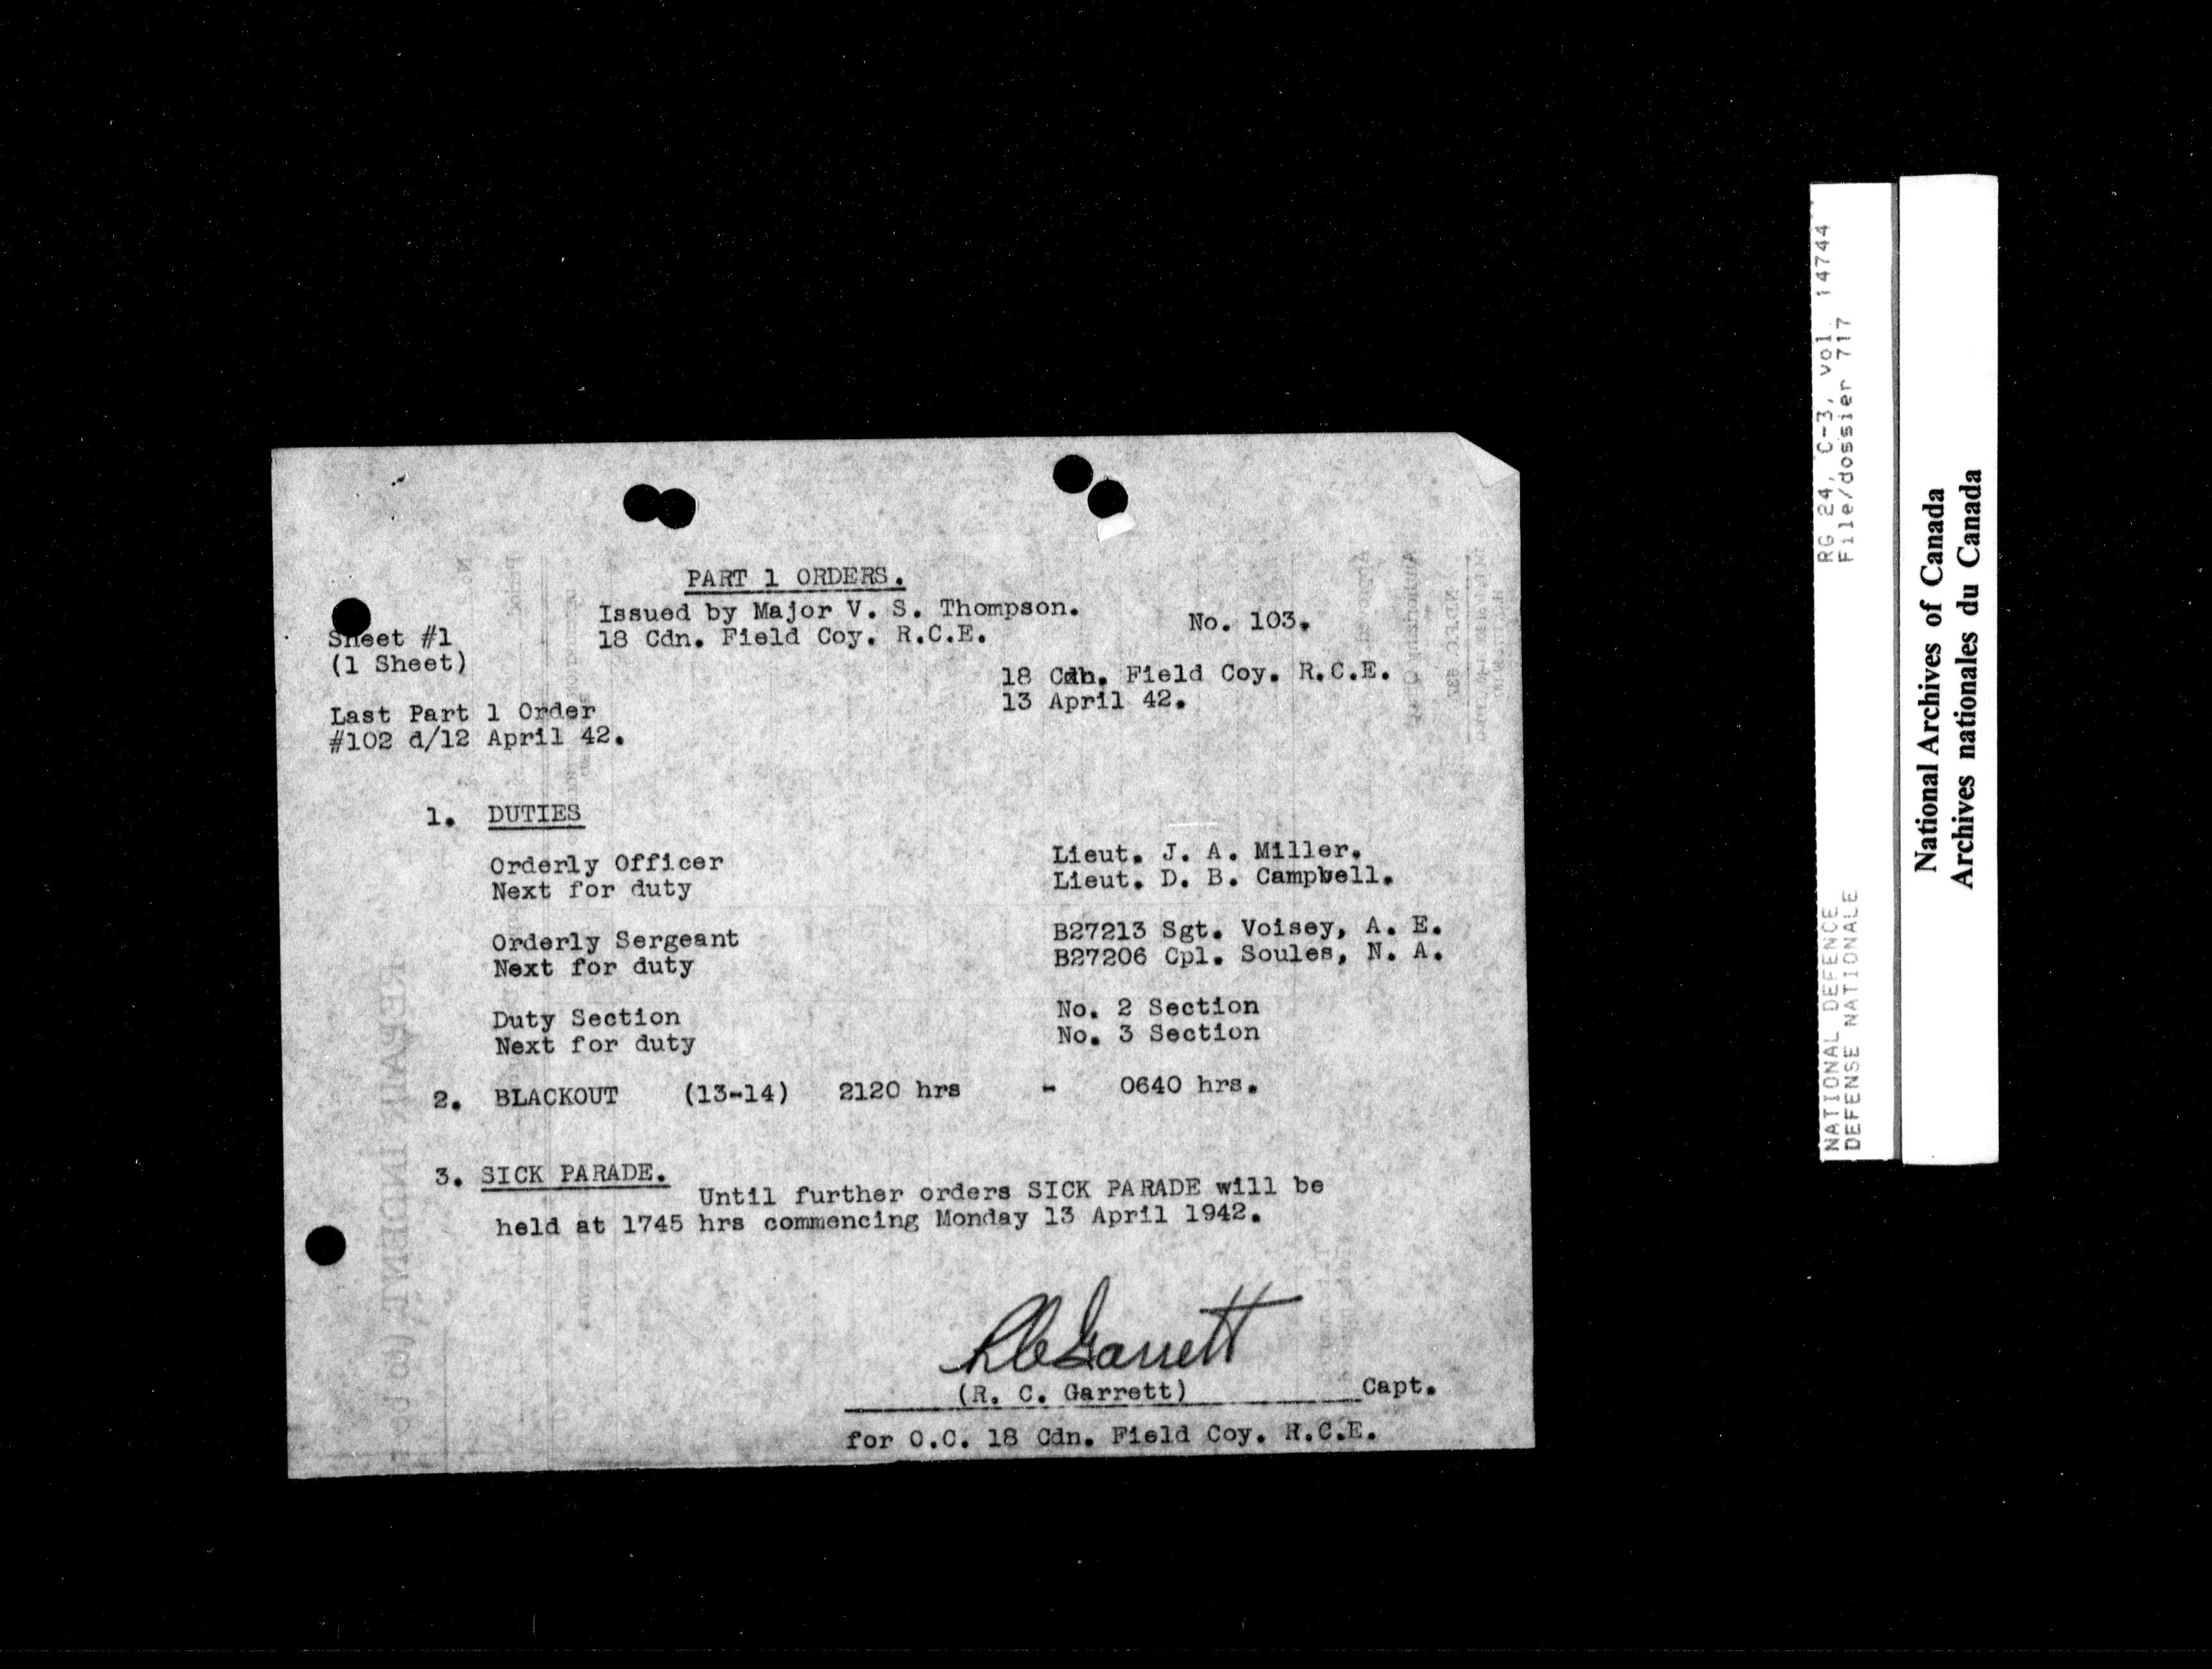 PART 1 ORDERS.
Issued by Major V. S. Thompson.
No. 103.
Sheet #1
18 Cdn. Field Coy. R.C.E.
(1 Sheet)
18 Cdn. Field Coy. R.C.E.
13 April 42.
Last Part 1 Order
#102 d/12 April 42.
1. DUTIES
Orderly Officer Lieut. J. A. Miller.
Next for duty Lieut. D. B. Campbell.
Orderly Sergeant B27213 Sgt. Voisey, A. E.
Next for duty B27206 Cpl. Soules, N. A.
Duty Section No. 2 Section
Next for duty No. 3 Section
2. BLACKOUT (13-14) 2120 hrs - 0640 hrs.
3. SICK PARADE.
Until further orders SICK PARADE will be
held at 1745 hrs commencing Monday 13 April 1942.
RCGarrett
(R. C. Garrett) Capt.
for O.C. 18 Cdn. Field Coy. R.C.E.
NATIONAL DEFENCE RG 24, C-3, vol. 14744
DEFENSE NATIONALE File/dossier 717
National Archives of Canada
Archives nationales du Canada